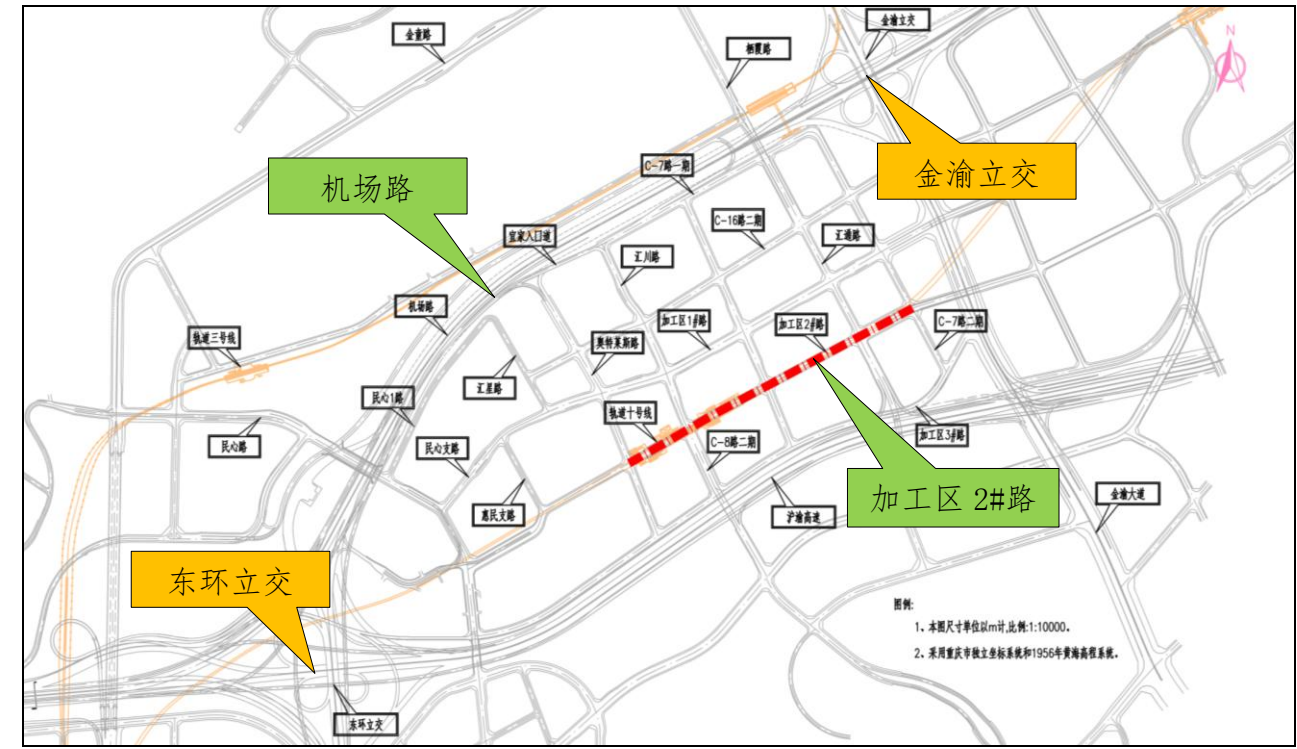 金渝立交
金童路
栖霞路
N
C-7路一期
金渝立交
机场路
C-16路二期
宜家入口道
汇川路
汇通路
机场路
加工区1#路
加工区2#路
C-7路二期
轨道三号线
奥特莱斯路
汇星路
民心1路
轨道十号线
民心路
民心支路
C-8路二期
加工区3#路
加工区 2#路
惠民支路
沪渝高速
金渝大道
东环立交
图例:
1、本图尺寸单位以m计,比例:1:10000。
2、采用重庆市独立坐标系统和1956年黄海高程系统。
东环立交